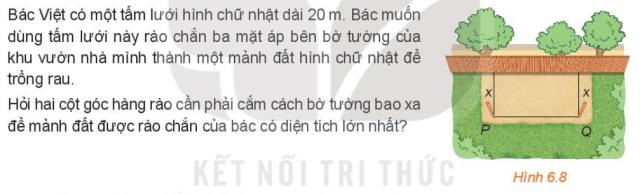 Bác Việt có một tấm lưới hình chữ nhật dài 20 m. Bác muốn
dùng tấm lưới này rào chắn ba mặt áp bên bờ tường của
khu vườn nhà mình thành một mảnh đất hình chữ nhật để
trồng rau.
Hỏi hai cột góc hàng rào cần phải cắm cách bờ tường bao xa
để mảnh đất được rào chắn của bác có diện tích lớn nhất?
x
x
P
Q
Hình 6.8
KẾT NỐI TRI THỨC